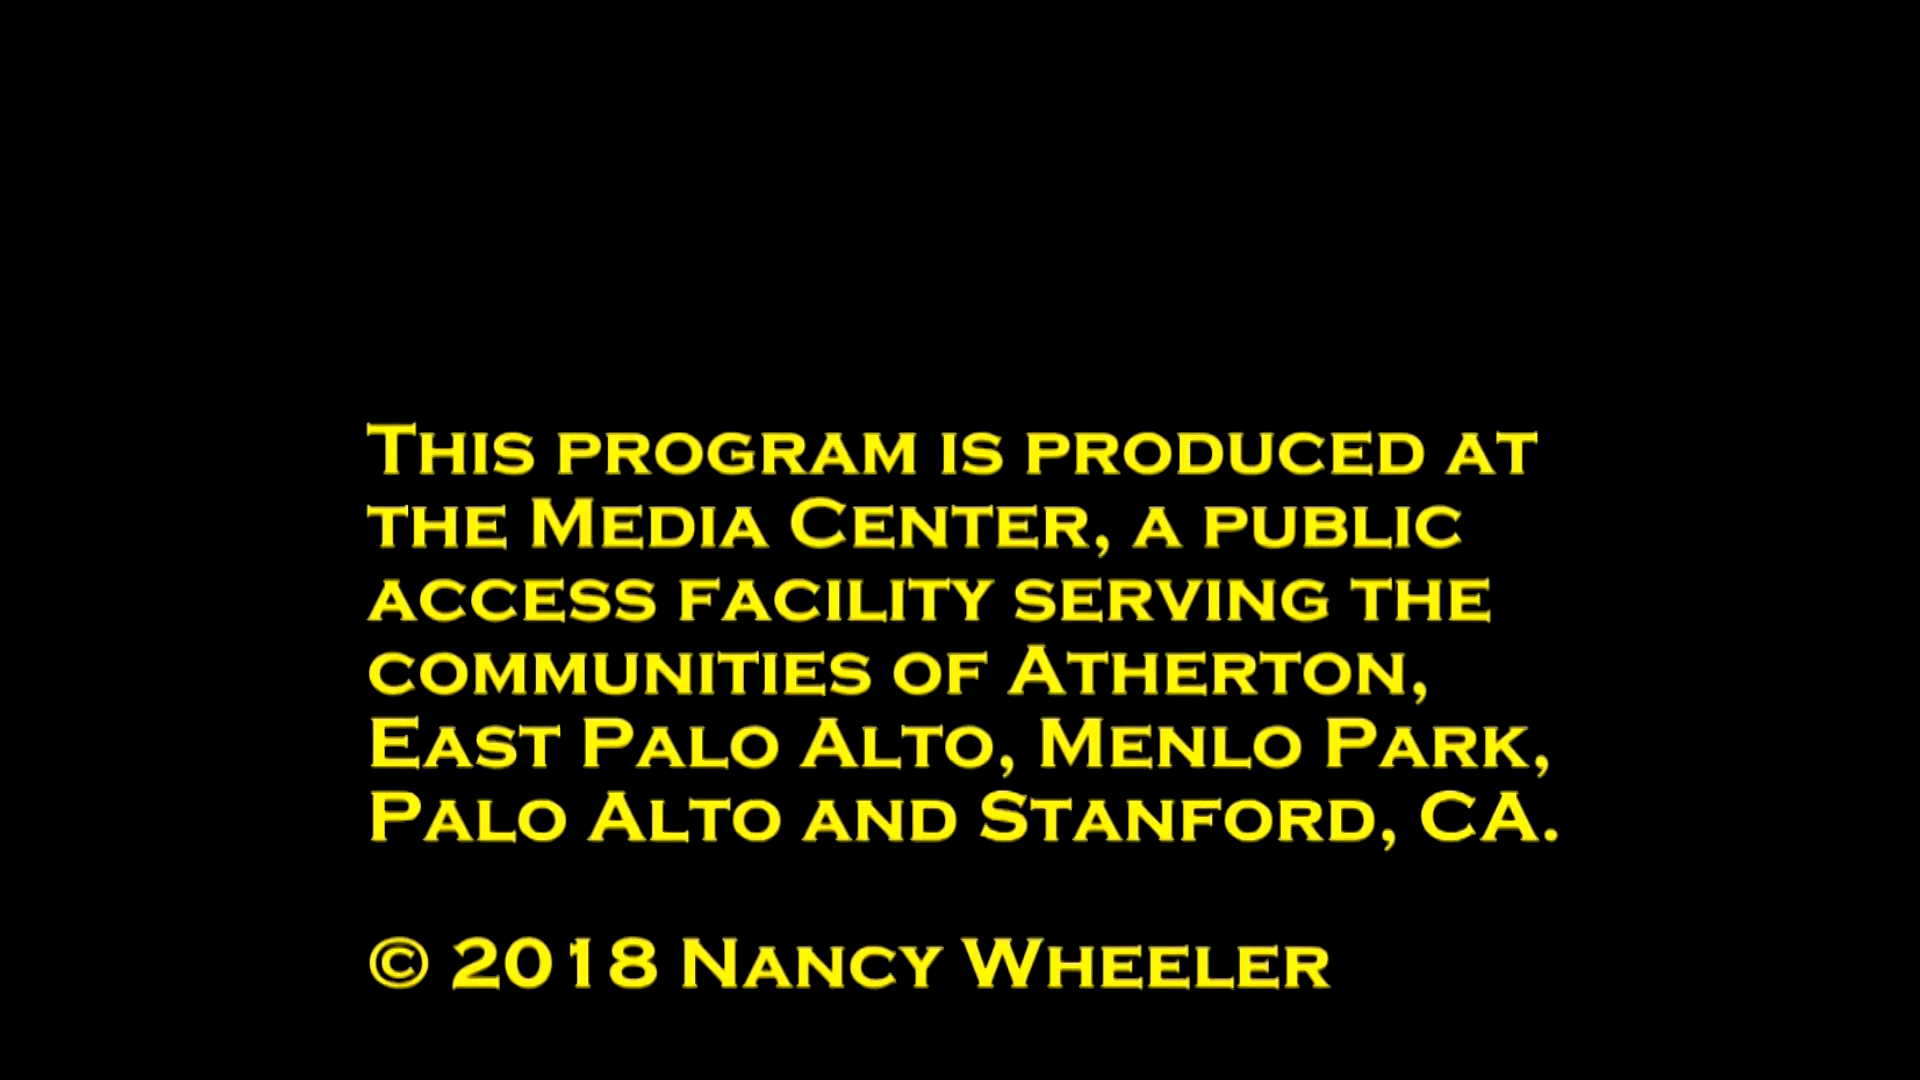 This program is produced at
the Media Center, a public
access facility serving the
communities of Atherton,
East Palo Alto, Menlo Park,
Palo Alto and Stanford, CA.
© 2018 Nancy Wheeler